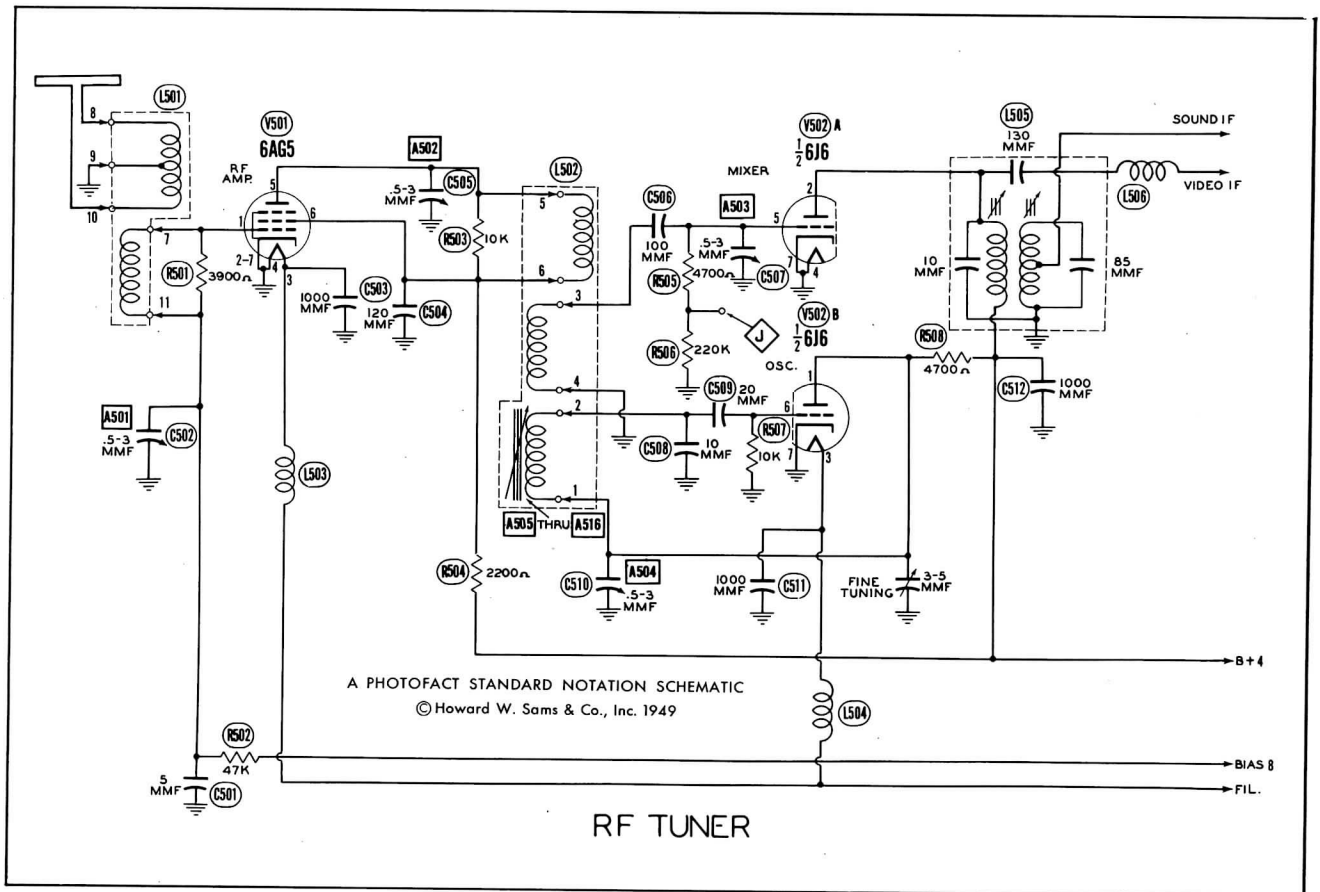 L501
8
9
10
7
11
V501
6AG5
RF
AMP.
5
1
6
2-7
4
3
R501
3900Ω
A502
.5-3
MMF
C505
R503
10K
1000
MMF
C503
120
MMF
C504
A501
.5-3
MMF
C502
L503
L502
5
6
3
4
2
1
A505
THRU
A516
R504
2200Ω
C506
100
MMF
R505
4700Ω
A503
.5-3
MMF
C507
R506
220K
J
V502 A
½ 6J6
MIXER
2
5
7
4
V502 B
½ 6J6
OSC.
1
6
7
3
C509
20
MMF
C508
10
MMF
R507
10K
C510
A504
.5-3
MMF
1000
MMF
C511
FINE
TUNING
3-5
MMF
L505
130
MMF
10
MMF
85
MMF
L506
SOUND IF
VIDEO IF
R508
4700Ω
C512
1000
MMF
B+4
L504
A PHOTOFACT STANDARD NOTATION SCHEMATIC
© Howard W. Sams & Co., Inc. 1949
R502
47K
5
MMF
C501
BIAS 8
FIL.
RF TUNER